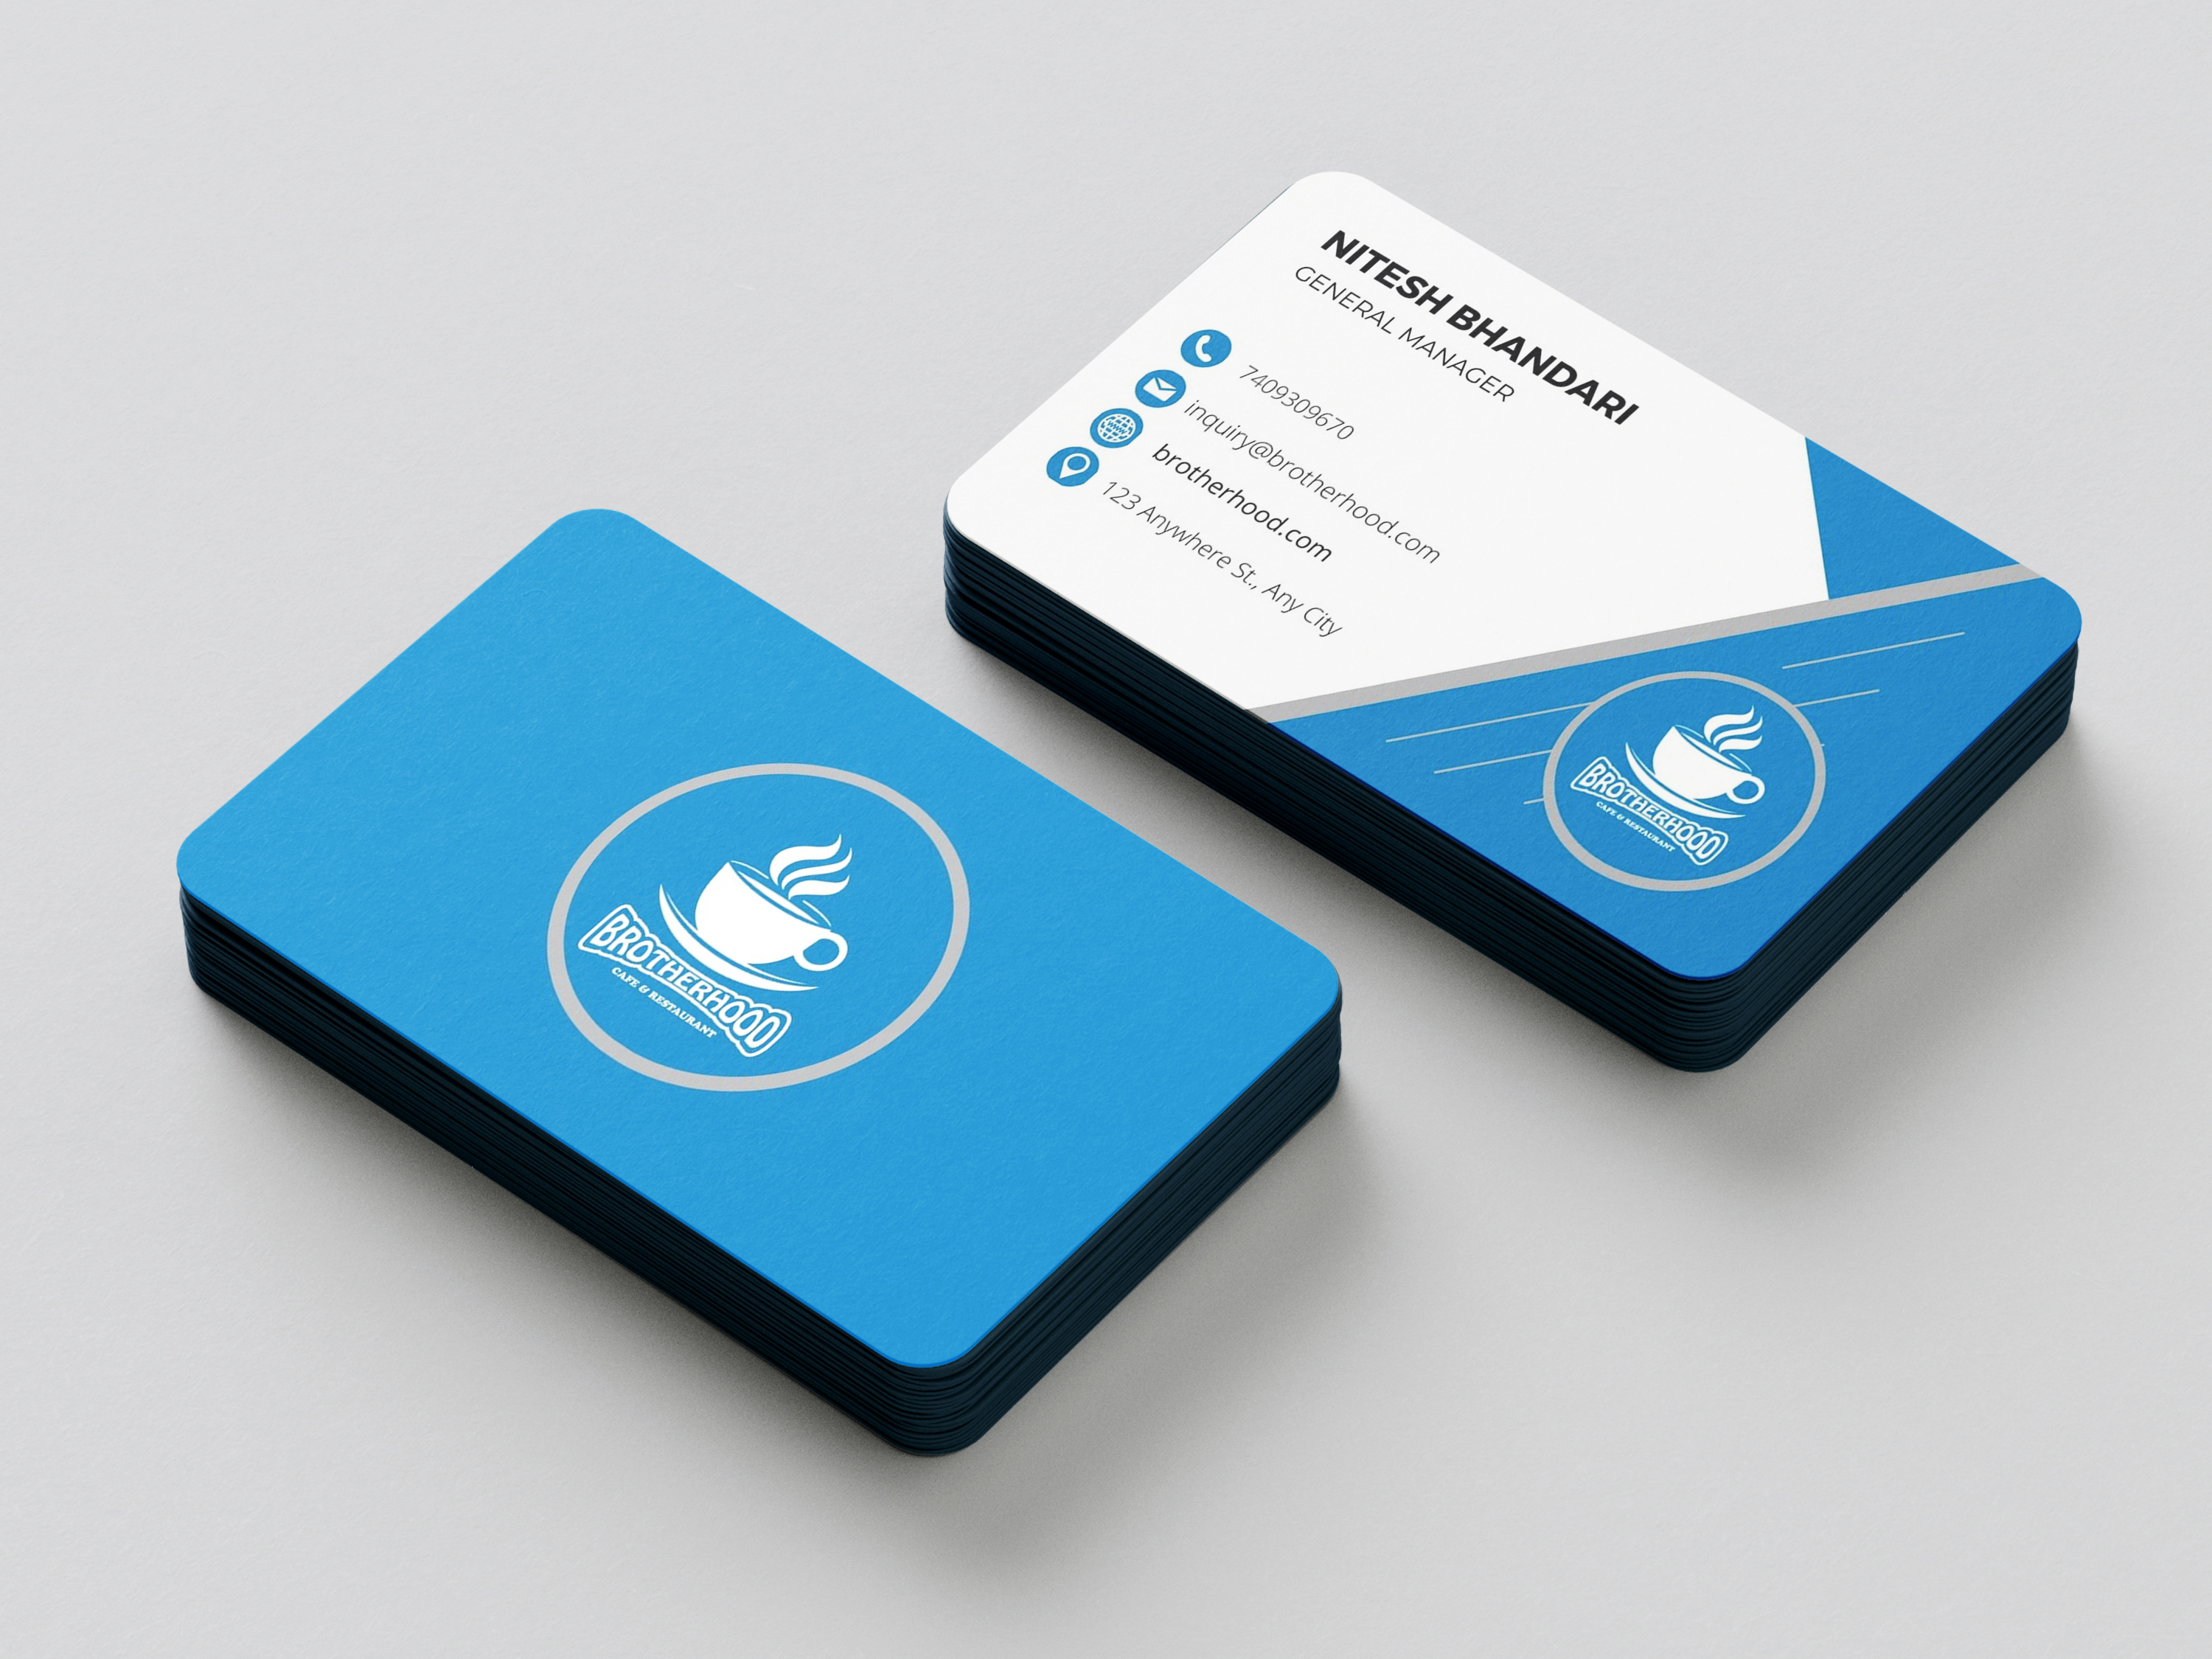 NITESH BHANDARI
GENERAL MANAGER
7409309670
inquiry@brotherhood.com
www
brotherhood.com
123 Anywhere St., Any City
BROTHERHOOD
CAFE & RESTAURANT
BROTHERHOOD
CAFE & RESTAURANT